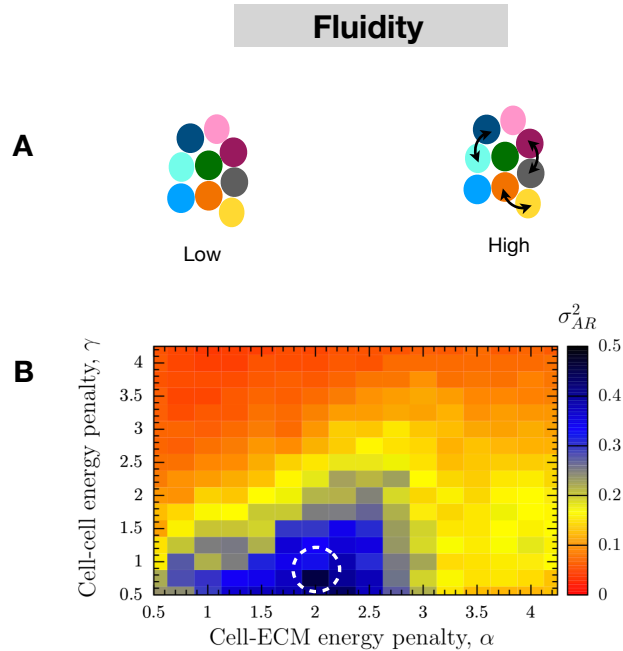 Fluidity
A
Low
High
B
σ²_AR
Cell-cell energy penalty, γ
4
3.5
3
2.5
2
1.5
1
0.5
0.5
1
1.5
2
2.5
3
3.5
4
Cell-ECM energy penalty, α
0.5
0.4
0.3
0.2
0.1
0